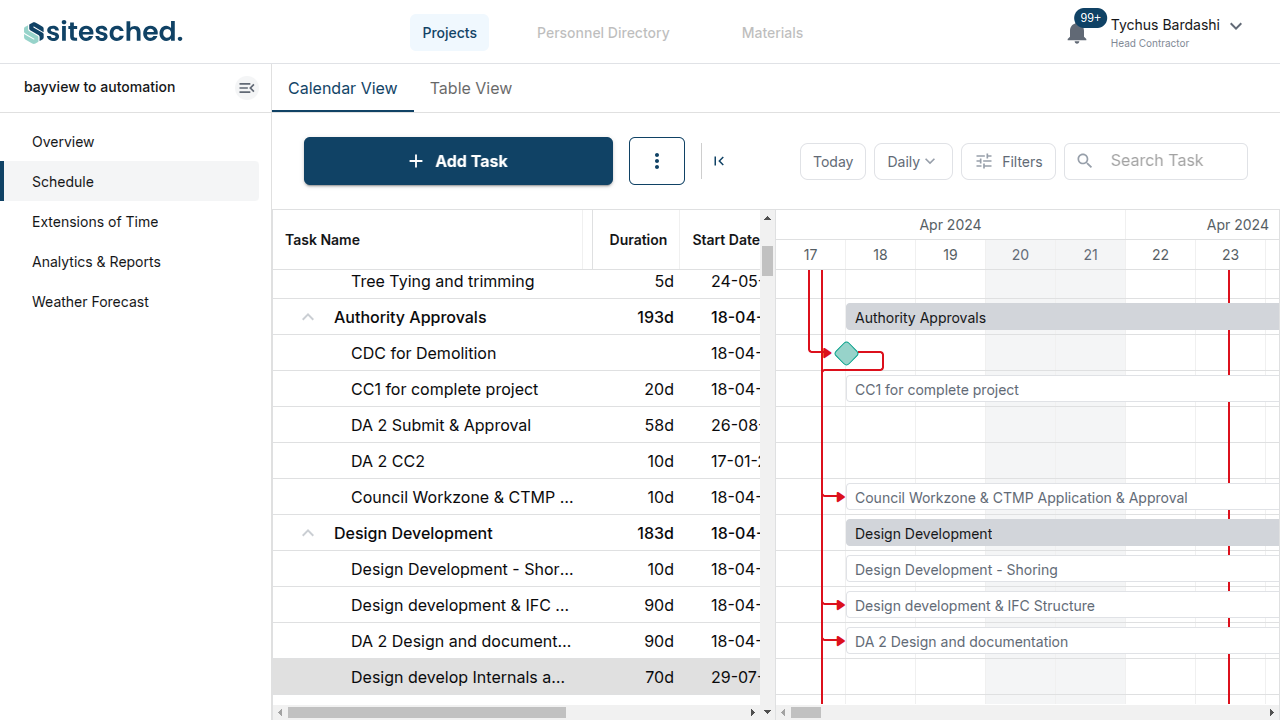 sitesched.
Projects
Personnel Directory
Materials
99+
Tychus Bardashi
Head Contractor
bayview to automation
Overview
Schedule
Extensions of Time
Analytics & Reports
Weather Forecast
Calendar View
Table View
Add Task
Today
Daily
Filters
Search Task
Task Name
Duration
Start Date
Apr 2024
Apr 2024
17 18 19 20 21 22 23
Tree Tying and trimming 5d 24-05-
Authority Approvals 193d 18-04-
Authority Approvals
CDC for Demolition 18-04-
CC1 for complete project 20d 18-04-
CC1 for complete project
DA 2 Submit & Approval 58d 26-08-
DA 2 CC2 10d 17-01-
Council Workzone & CTMP ... 10d 18-04-
Council Workzone & CTMP Application & Approval
Design Development 183d 18-04-
Design Development
Design Development - Shor... 10d 18-04-
Design Development - Shoring
Design development & IFC ... 90d 18-04-
Design development & IFC Structure
DA 2 Design and document... 90d 18-04-
DA 2 Design and documentation
Design develop Internals a... 70d 29-07-